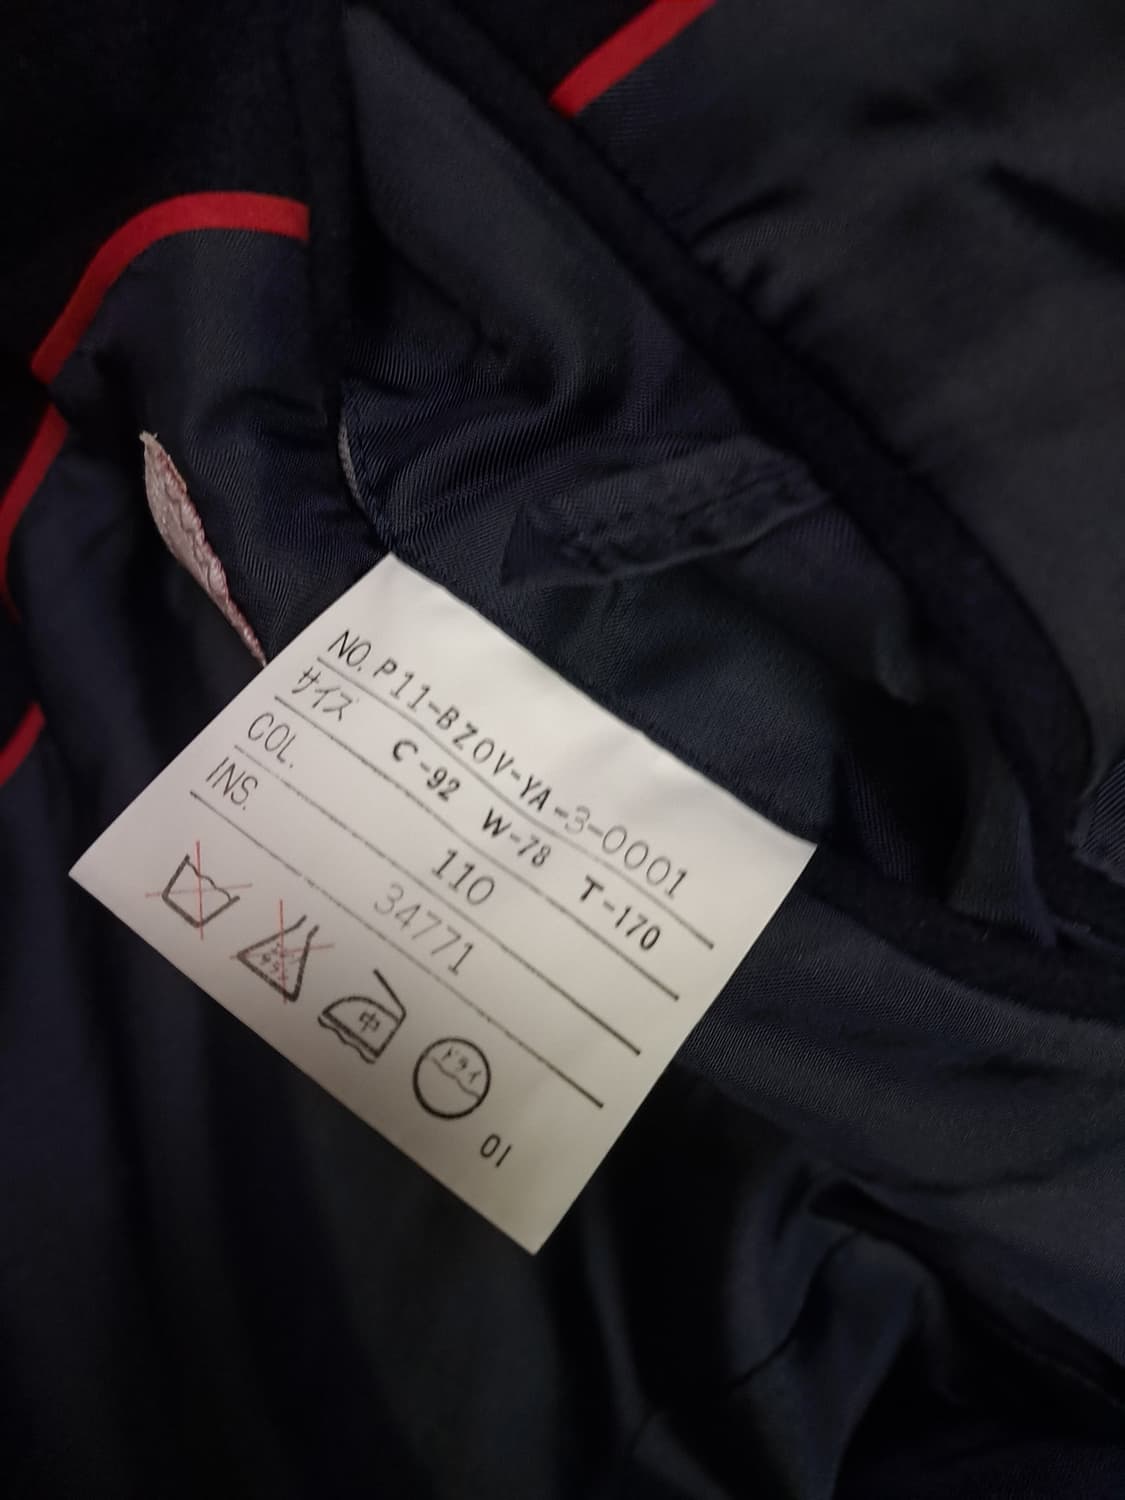 NO. P11-BZOV-YA-3-0001
サイズ C-92 W-78 T-170
COL. 110
INS. 34771
中
ドライ
01